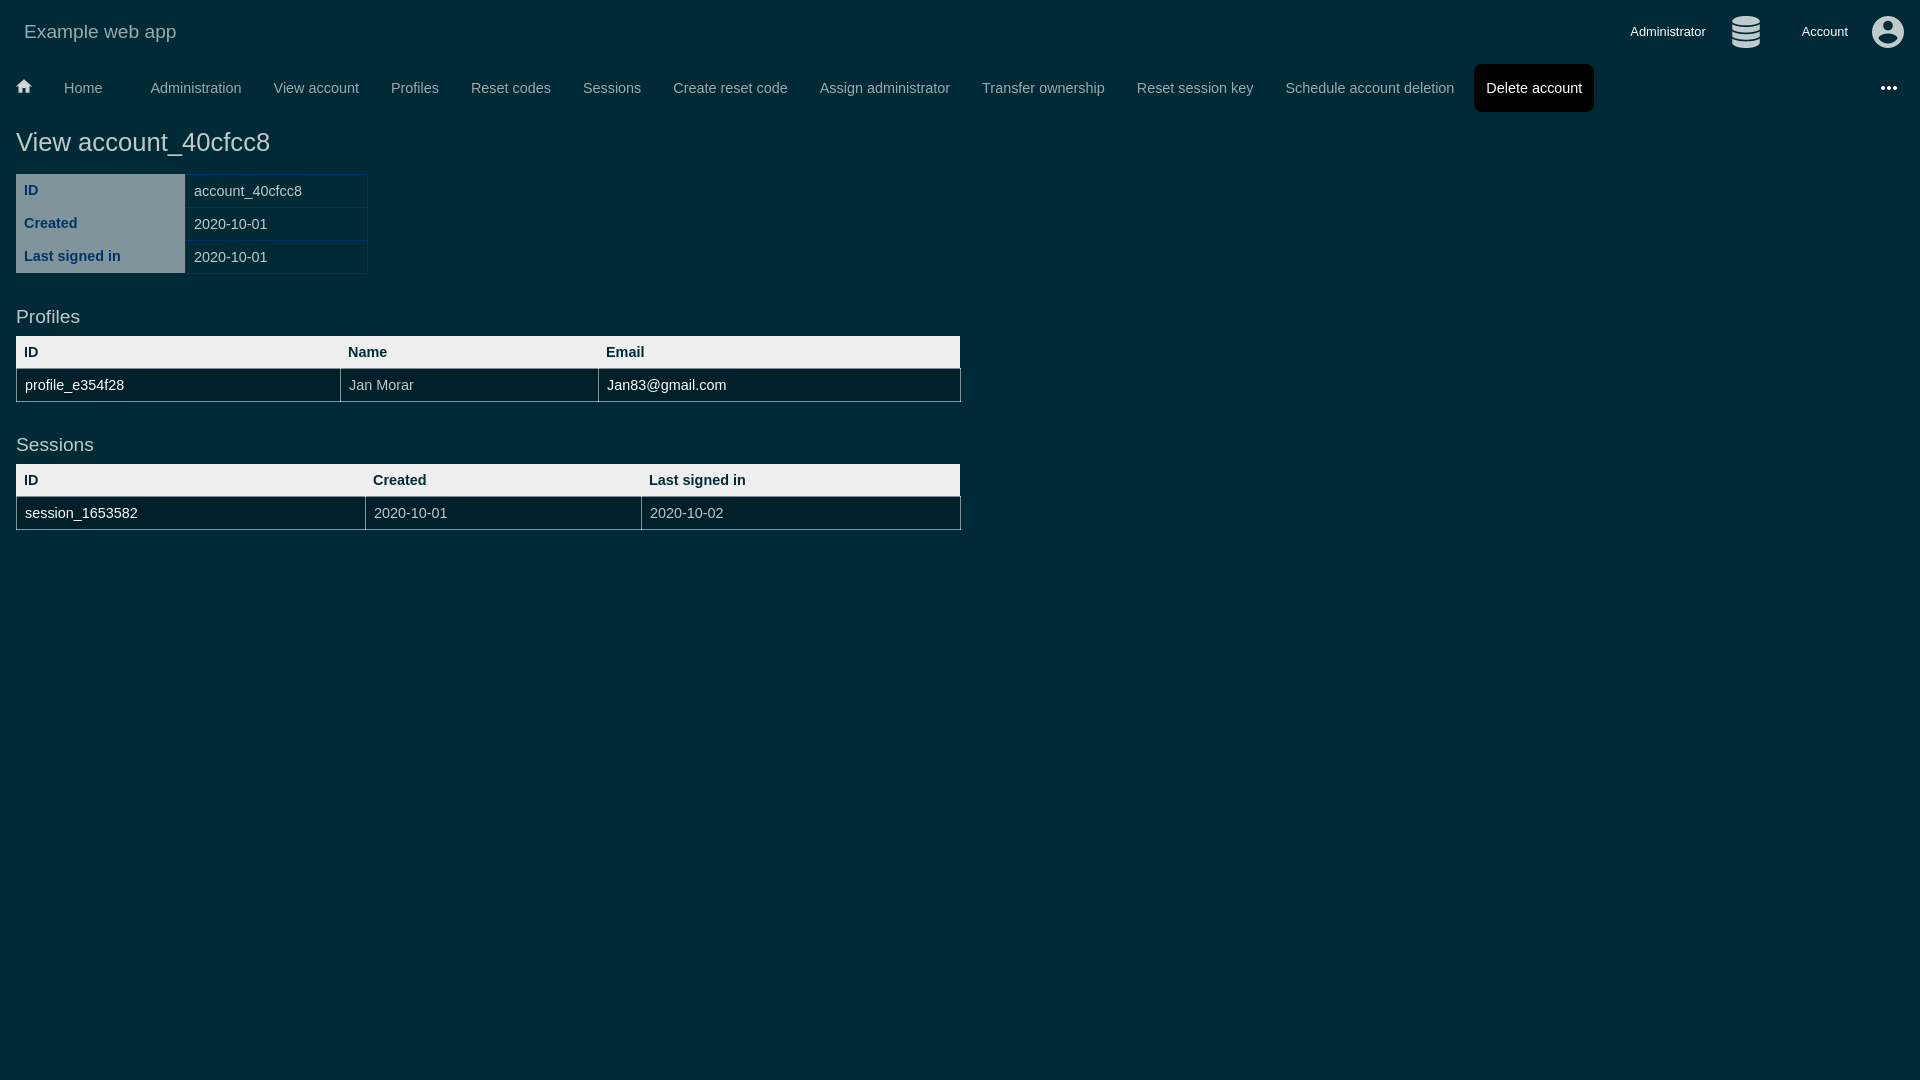 Example web app
Administrator Account
Home Administration View account Profiles Reset codes Sessions Create reset code Assign administrator Transfer ownership Reset session key Schedule account deletion Delete account
View account_40cfcc8
ID account_40cfcc8
Created 2020-10-01
Last signed in 2020-10-01
Profiles
ID Name Email
profile_e354f28 Jan Morar Jan83@gmail.com
Sessions
ID Created Last signed in
session_1653582 2020-10-01 2020-10-02